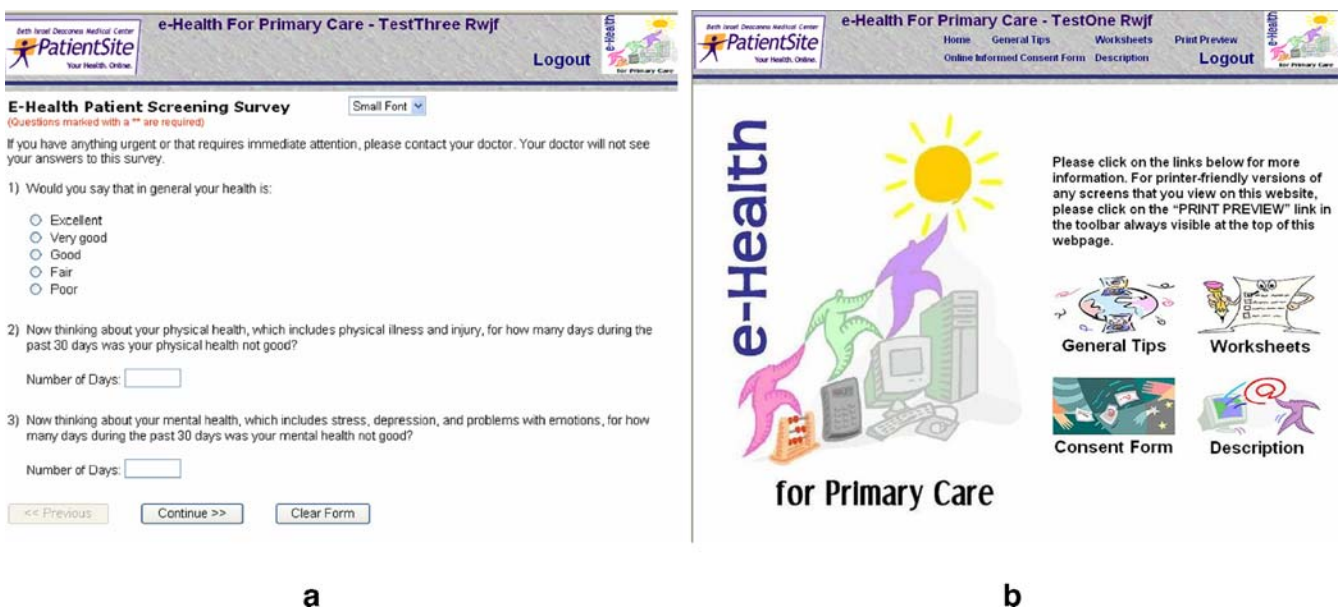 Beth Israel Deaconess Medical Center
PatientSite
Your Health. Online.
e-Health For Primary Care - TestThree Rwjf
Logout
e-Health
for Primary Care
E-Health Patient Screening Survey
Small Font
(Questions marked with a ** are required)
If you have anything urgent or that requires immediate attention, please contact your doctor. Your doctor will not see
your answers to this survey.
1) Would you say that in general your health is:
Excellent
Very good
Good
Fair
Poor
2) Now thinking about your physical health, which includes physical illness and injury, for how many days during the
past 30 days was your physical health not good?
Number of Days:
3) Now thinking about your mental health, which includes stress, depression, and problems with emotions, for how
many days during the past 30 days was your mental health not good?
Number of Days:
<< Previous
Continue >>
Clear Form
a
Beth Israel Deaconess Medical Center
PatientSite
Your Health. Online.
e-Health For Primary Care - TestOne Rwjf
Home General Tips Worksheets Print Preview
Online Informed Consent Form Description Logout
e-Health
for Primary Care
e-Health
for Primary Care
Please click on the links below for more
information. For printer-friendly versions of
any screens that you view on this website,
please click on the “PRINT PREVIEW” link in
the toolbar always visible at the top of this
webpage.
General Tips
Worksheets
@
Consent Form
Description
b